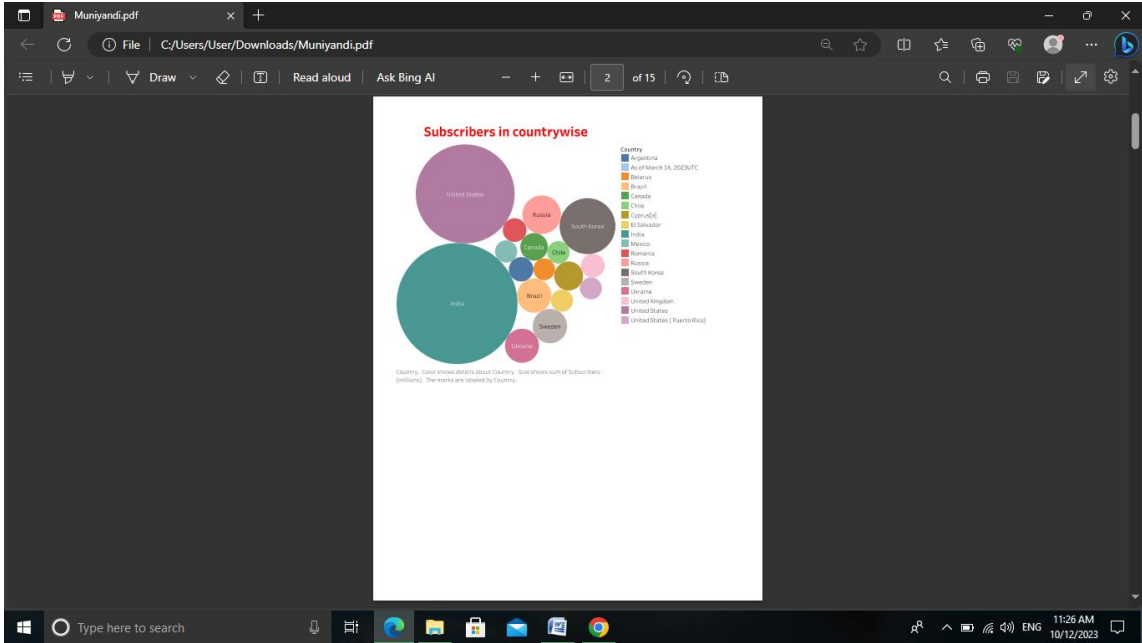 Muniyandi.pdf
File C:/Users/User/Downloads/Muniyandi.pdf
Draw Read aloud Ask Bing AI 2 of 15
Subscribers in countrywise
United States
Russia
South Korea
Canada
Chile
India
Brazil
Sweden
Ukraine
Country
Argentina
As of March 14, 2023UTC
Belarus
Brazil
Canada
Chile
Cyprus[a]
El Salvador
India
Mexico
Romania
Russia
South Korea
Sweden
Ukraine
United Kingdom
United States
United States ( Puerto Rico)
Country. Color shows details about Country. Size shows sum of Subscribers
(millions). The marks are labeled by Country.
Type here to search
ENG
11:26 AM
10/12/2023